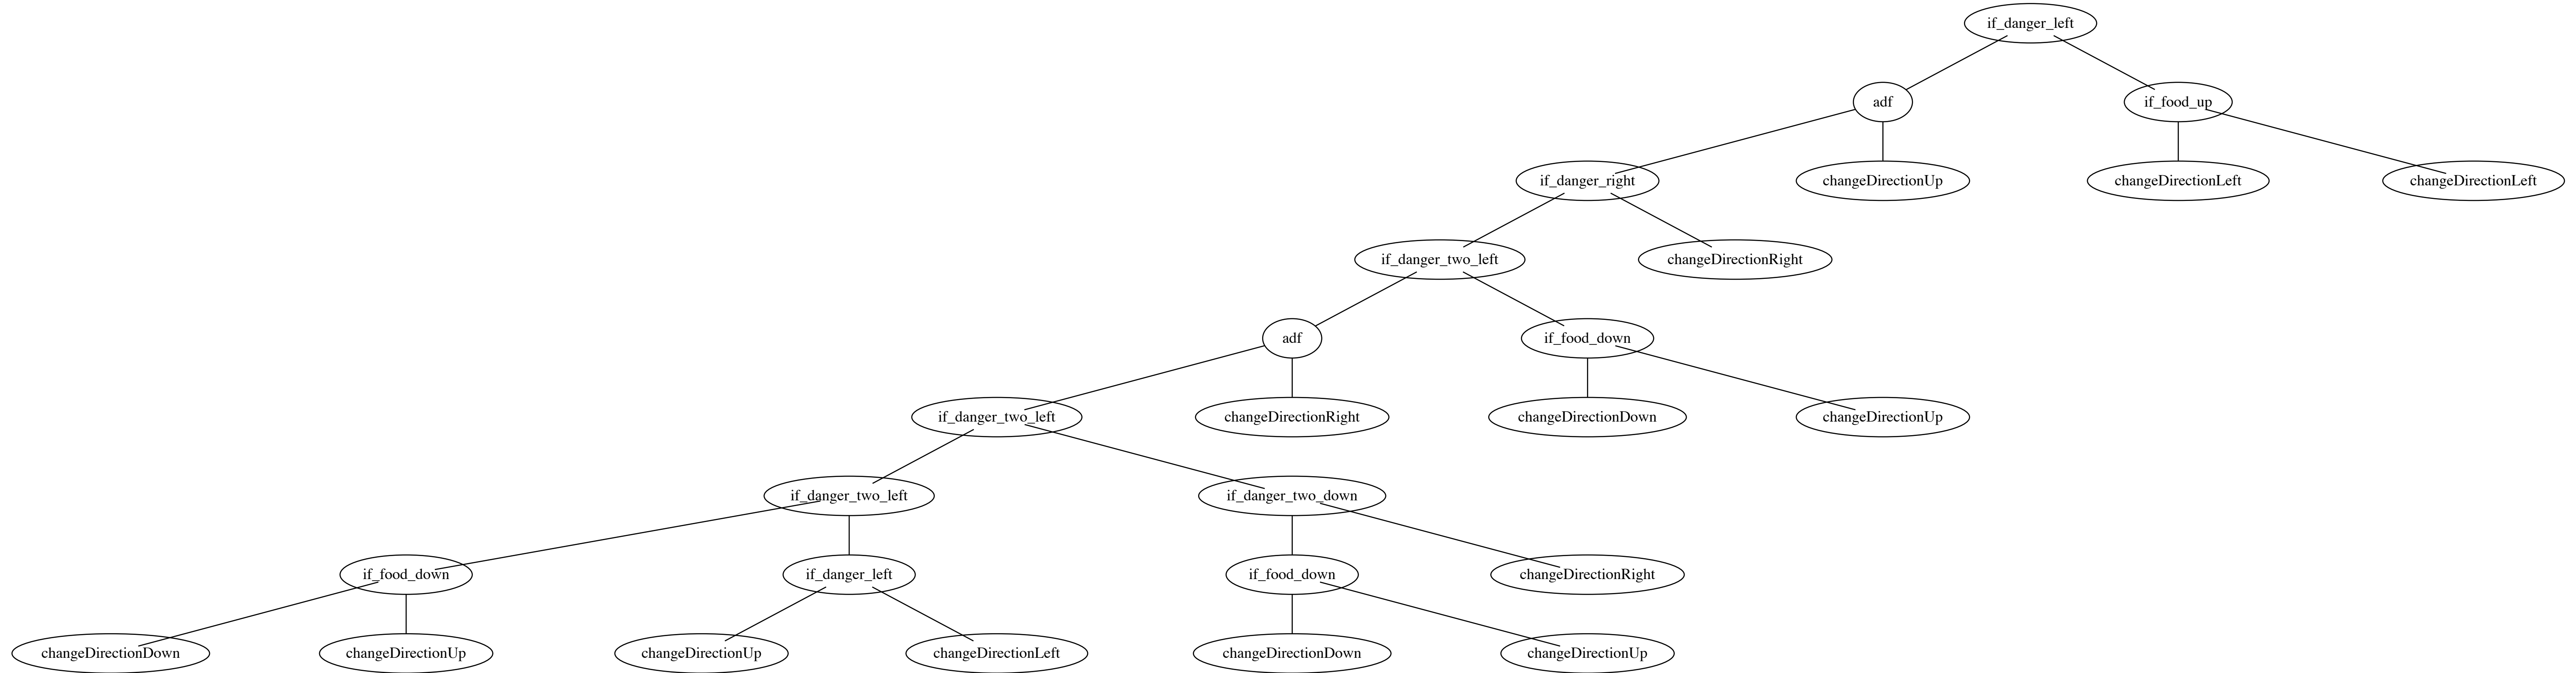 if_danger_left
adf
if_food_up
if_danger_right
changeDirectionUp
changeDirectionLeft
changeDirectionLeft
if_danger_two_left
changeDirectionRight
adf
if_food_down
if_danger_two_left
changeDirectionRight
changeDirectionDown
changeDirectionUp
if_danger_two_left
if_danger_two_down
if_food_down
if_danger_left
if_food_down
changeDirectionRight
changeDirectionDown
changeDirectionUp
changeDirectionUp
changeDirectionLeft
changeDirectionDown
changeDirectionUp